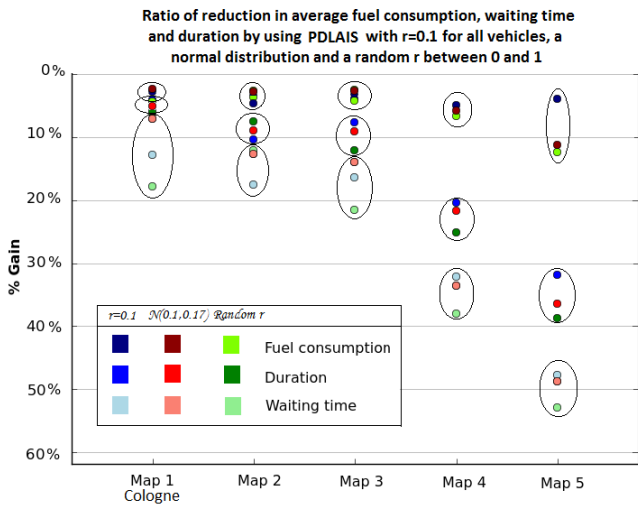 Ratio of reduction in average fuel consumption, waiting time
and duration by using PDLAIS with r=0.1 for all vehicles, a
normal distribution and a random r between 0 and 1
0%
10%
20%
30%
40%
50%
60%
% Gain
r=0.1 N(0.1,0.17) Random r
Fuel consumption
Duration
Waiting time
Map 1 Map 2 Map 3 Map 4 Map 5
Cologne